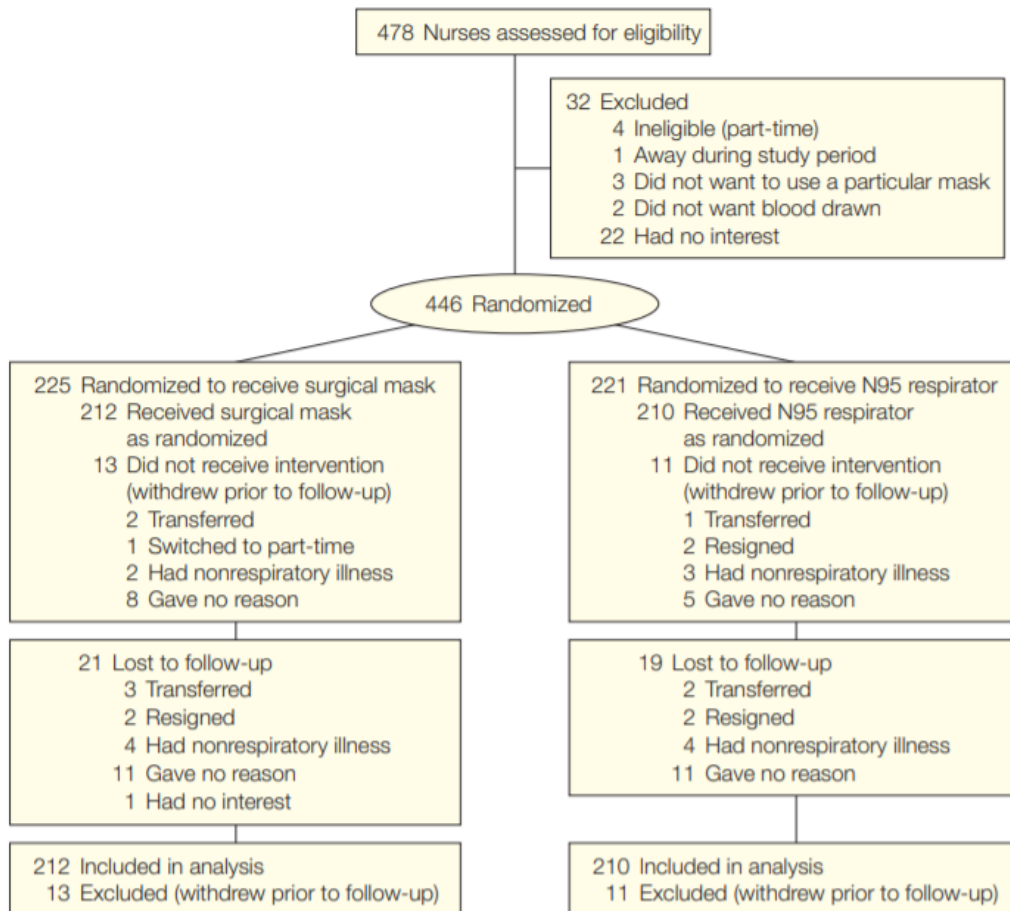 478 Nurses assessed for eligibility
32 Excluded
4 Ineligible (part-time)
1 Away during study period
3 Did not want to use a particular mask
2 Did not want blood drawn
22 Had no interest
446 Randomized
225 Randomized to receive surgical mask
212 Received surgical mask
as randomized
13 Did not receive intervention
(withdrew prior to follow-up)
2 Transferred
1 Switched to part-time
2 Had nonrespiratory illness
8 Gave no reason
221 Randomized to receive N95 respirator
210 Received N95 respirator
as randomized
11 Did not receive intervention
(withdrew prior to follow-up)
1 Transferred
2 Resigned
3 Had nonrespiratory illness
5 Gave no reason
21 Lost to follow-up
3 Transferred
2 Resigned
4 Had nonrespiratory illness
11 Gave no reason
1 Had no interest
19 Lost to follow-up
2 Transferred
2 Resigned
4 Had nonrespiratory illness
11 Gave no reason
212 Included in analysis
13 Excluded (withdrew prior to follow-up)
210 Included in analysis
11 Excluded (withdrew prior to follow-up)